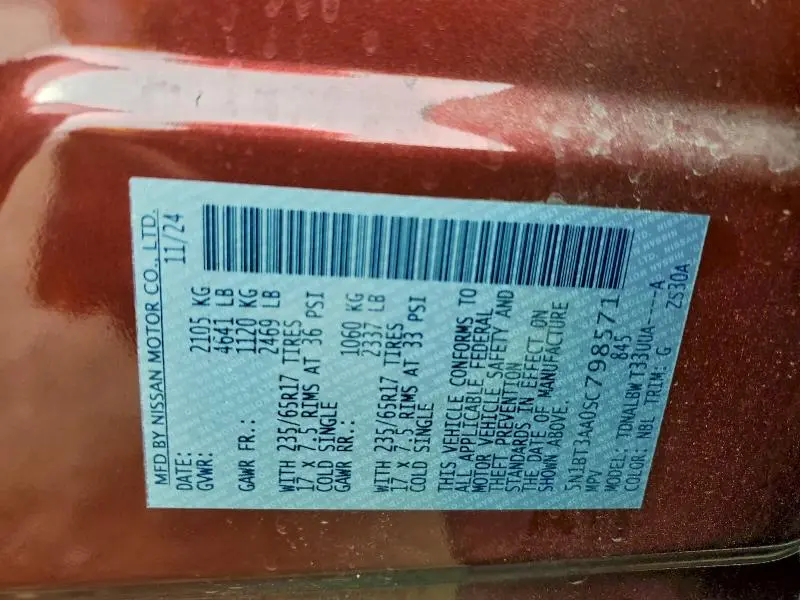 MFD BY NISSAN MOTOR CO., LTD.
DATE: 11/24
GVWR: 2105 KG
4641 LB
GAWR FR.: 1120 KG
2469 LB
WITH 235/65R17 TIRES
17 X 7.5 RIMS AT 36 PSI
COLD SINGLE
GAWR RR.: 1060 KG
2337 LB
WITH 235/65R17 TIRES
17 X 7.5 RIMS AT 33 PSI
COLD SINGLE
THIS VEHICLE CONFORMS TO
ALL APPLICABLE FEDERAL
MOTOR VEHICLE SAFETY AND
THEFT PREVENTION
STANDARDS IN EFFECT ON
THE DATE OF MANUFACTURE
SHOWN ABOVE.
5N1BT3AA0SC798571
MPV 845
MODEL: TDNALBW T33UUA----A
COLOR: NBL TRIM: G ZS30A